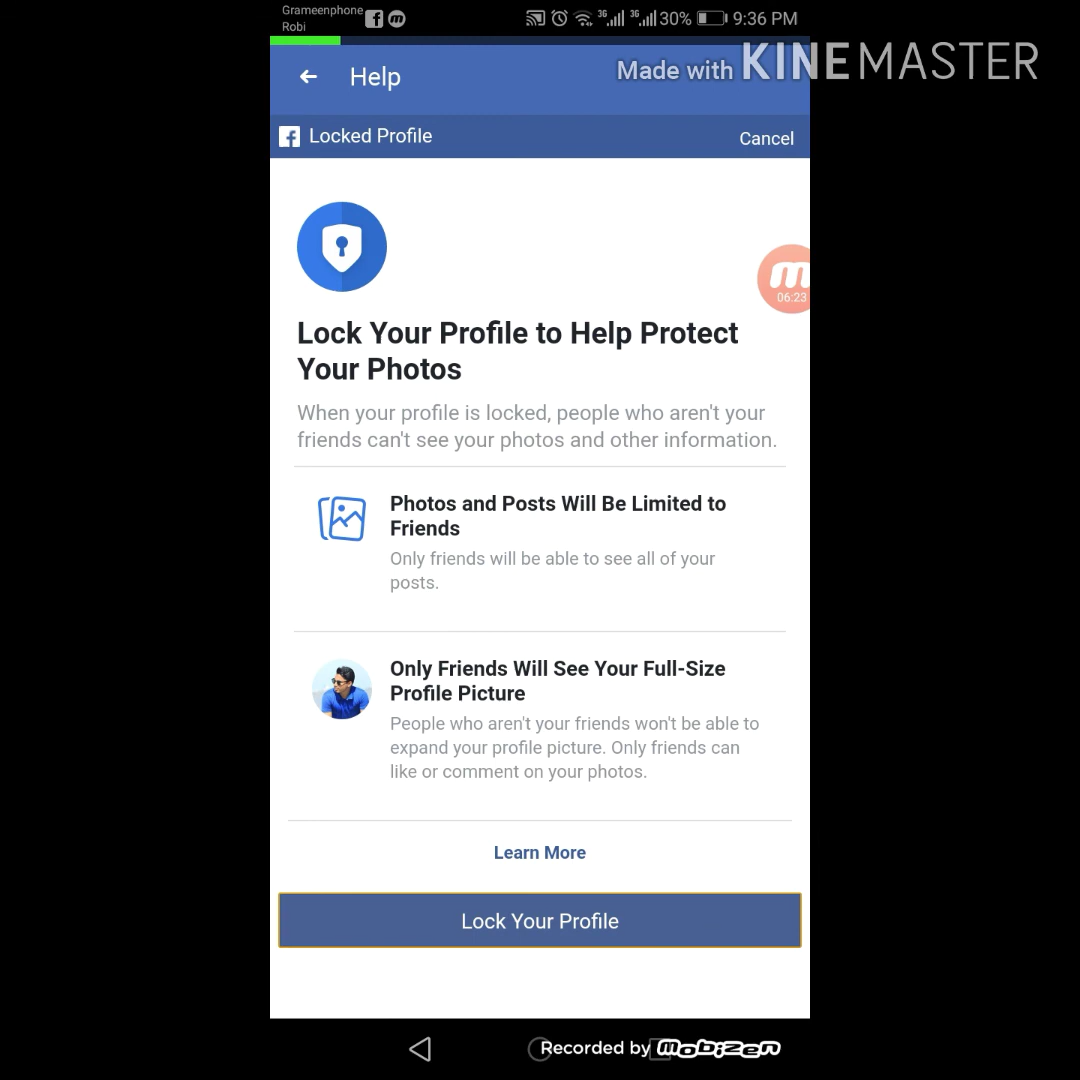 Grameenphone
Robi
3G 3G 30% 9:36 PM
Made with KINEMASTER
Help
Locked Profile
Cancel
06:23
Lock Your Profile to Help Protect
Your Photos
When your profile is locked, people who aren't your
friends can't see your photos and other information.
Photos and Posts Will Be Limited to
Friends
Only friends will be able to see all of your
posts.
Only Friends Will See Your Full-Size
Profile Picture
People who aren't your friends won't be able to
expand your profile picture. Only friends can
like or comment on your photos.
Learn More
Lock Your Profile
Recorded by mobizen